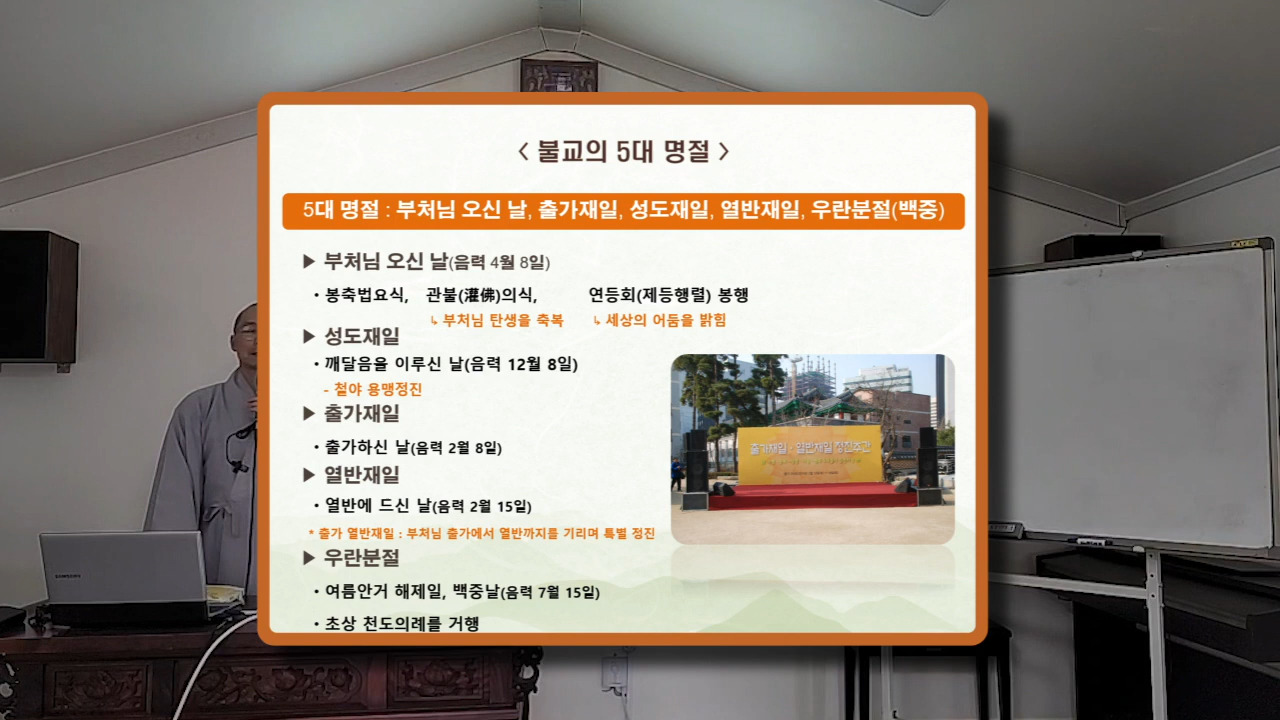 < 불교의 5대 명절 >
5대 명절 : 부처님 오신 날, 출가재일, 성도재일, 열반재일, 우란분절(백중)
▶ 부처님 오신 날(음력 4월 8일)
• 봉축법요식, 관불(灌佛)의식, 연등회(제등행렬) 봉행
↳ 부처님 탄생을 축복 ↳ 세상의 어둠을 밝힘
▶ 성도재일
• 깨달음을 이루신 날(음력 12월 8일)
- 철야 용맹정진
▶ 출가재일
• 출가하신 날(음력 2월 8일)
▶ 열반재일
• 열반에 드신 날(음력 2월 15일)
* 출가 열반재일 : 부처님 출가에서 열반까지를 기리며 특별 정진
▶ 우란분절
• 여름안거 해제일, 백중날(음력 7월 15일)
• 초상 천도의례를 거행
출가재일·열반재일 정진주간
SAMSUNG